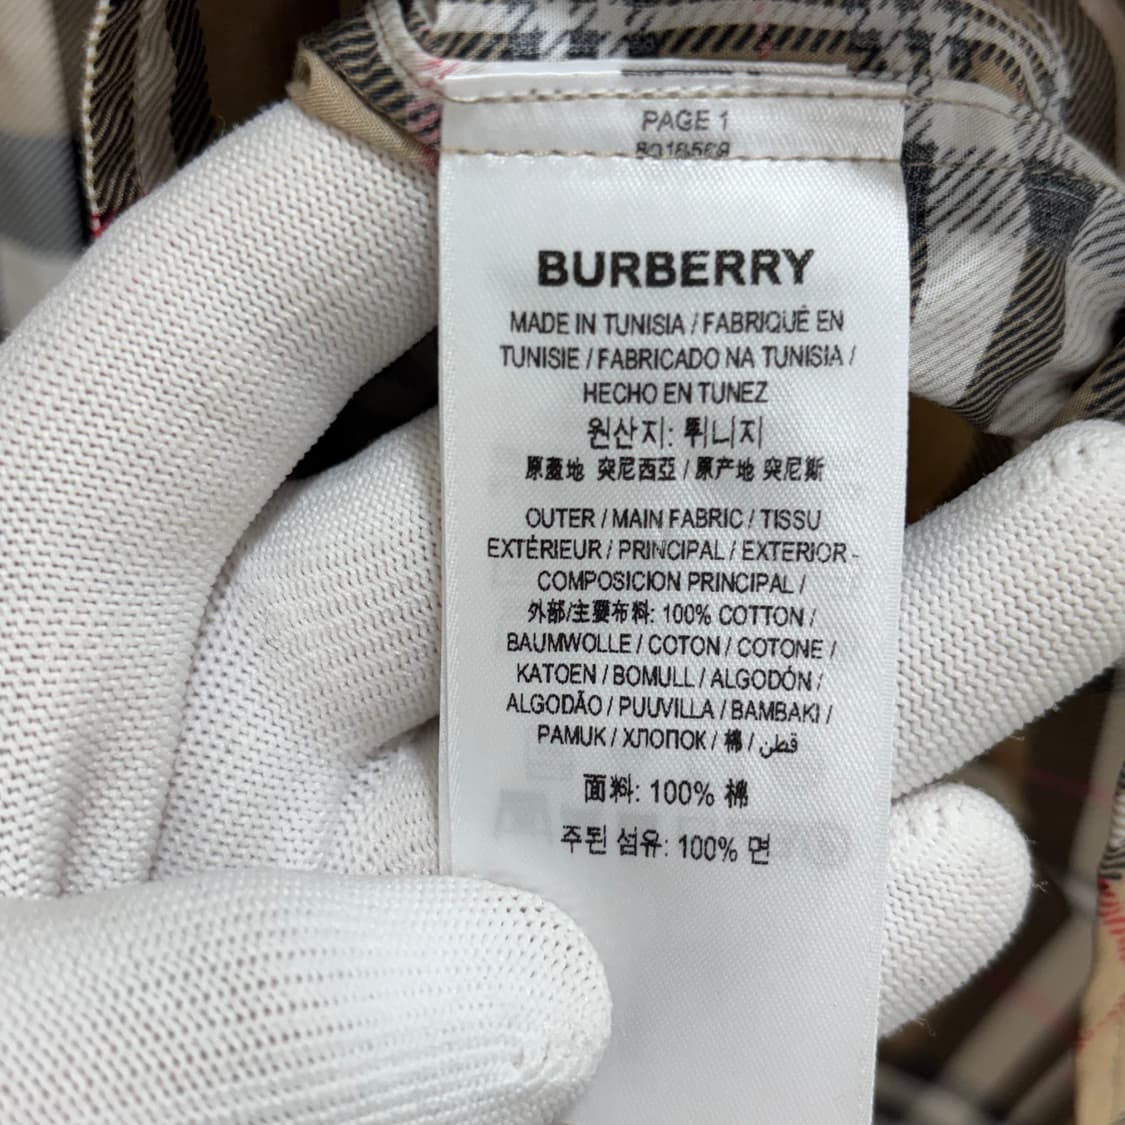 PAGE 1
8018569
BURBERRY
MADE IN TUNISIA / FABRIQUÉ EN
TUNISIE / FABRICADO NA TUNISIA /
HECHO EN TUNEZ
원산지: 튀니지
原產地 突尼西亞 / 原产地 突尼斯
OUTER / MAIN FABRIC / TISSU
EXTÉRIEUR / PRINCIPAL / EXTERIOR -
COMPOSICION PRINCIPAL /
外部/主要布料: 100% COTTON /
BAUMWOLLE / COTON / COTONE /
KATOEN / BOMULL / ALGODÓN /
ALGODÃO / PUUVILLA / BAMBAKI /
PAMUK / ХЛОПОК / 棉 / قطن
面料: 100% 棉
주된 섬유: 100% 면